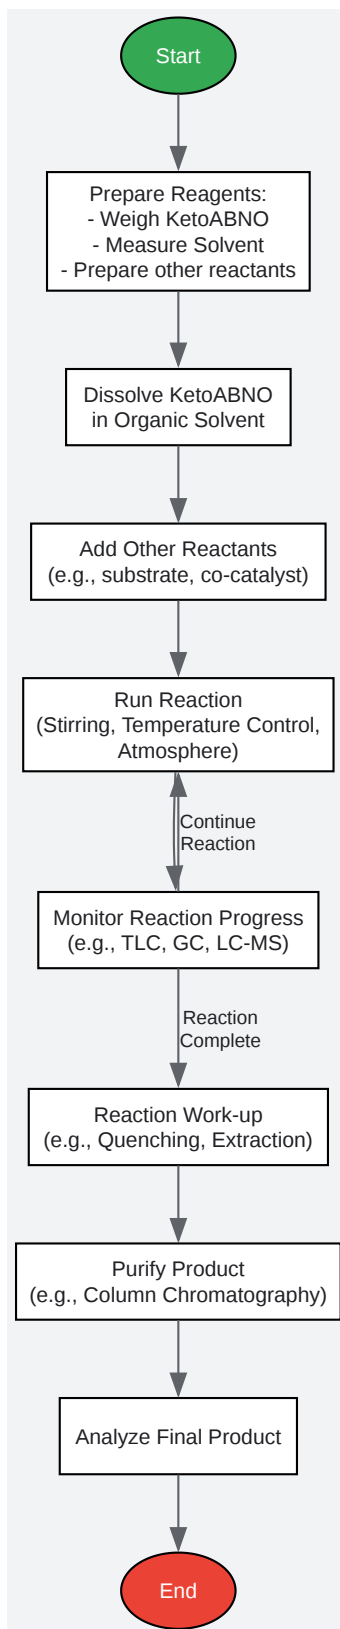 Start
Prepare Reagents:
- Weigh KetoABNO
- Measure Solvent
- Prepare other reactants
Dissolve KetoABNO
in Organic Solvent
Add Other Reactants
(e.g., substrate, co-catalyst)
Run Reaction
(Stirring, Temperature Control,
Atmosphere)
Continue
Reaction
Monitor Reaction Progress
(e.g., TLC, GC, LC-MS)
Reaction
Complete
Reaction Work-up
(e.g., Quenching, Extraction)
Purify Product
(e.g., Column Chromatography)
Analyze Final Product
End